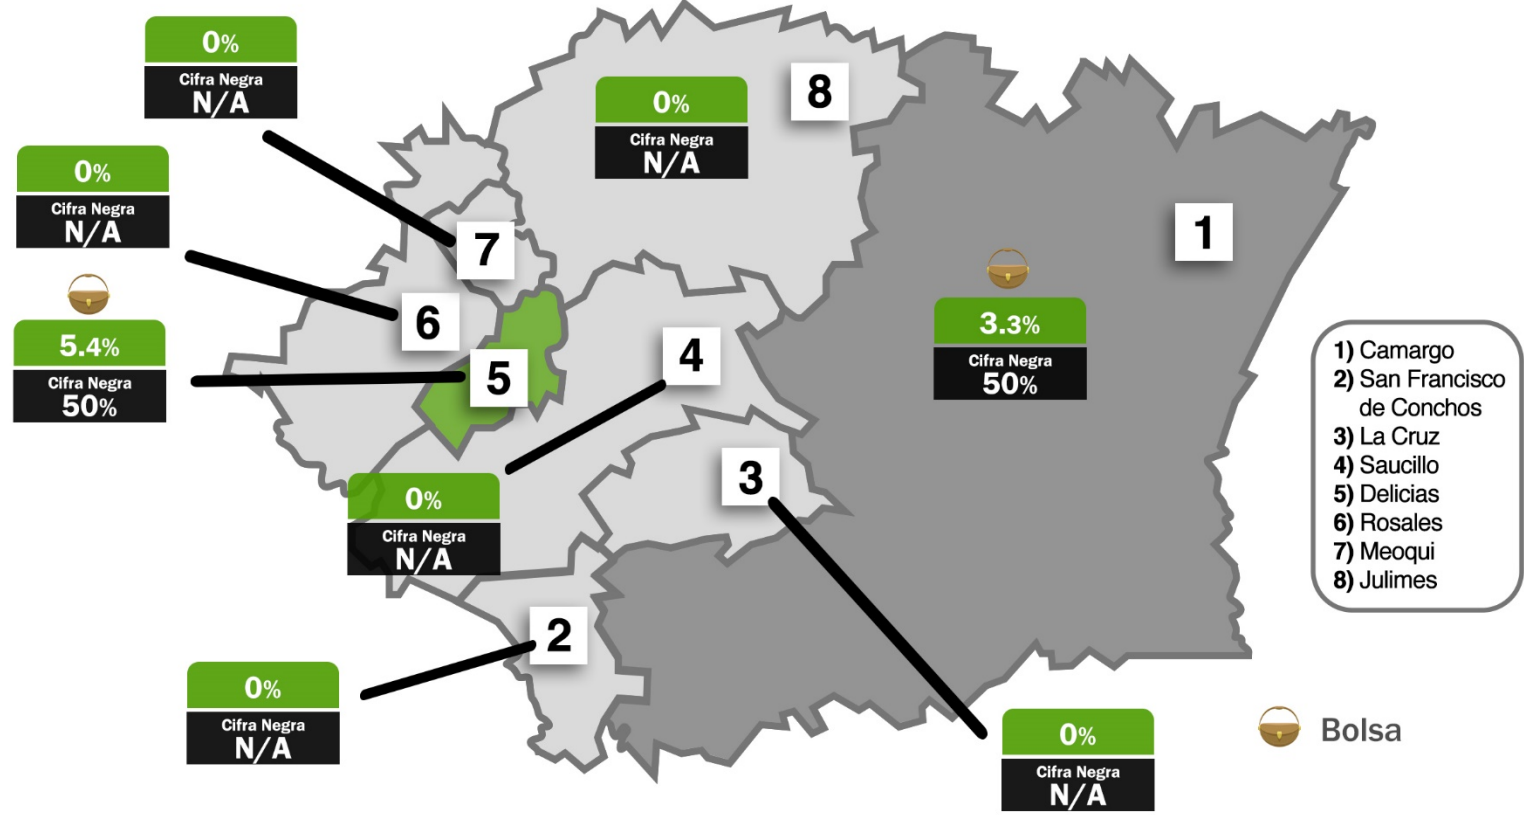 0%
Cifra Negra
N/A
0%
Cifra Negra
N/A
8
0%
Cifra Negra
N/A
7
1
6
3.3%
Cifra Negra
50%
5.4%
Cifra Negra
50%
5
4
0%
Cifra Negra
N/A
3
2
0%
Cifra Negra
N/A
0%
Cifra Negra
N/A
1) Camargo
2) San Francisco
de Conchos
3) La Cruz
4) Saucillo
5) Delicias
6) Rosales
7) Meoqui
8) Julimes
Bolsa